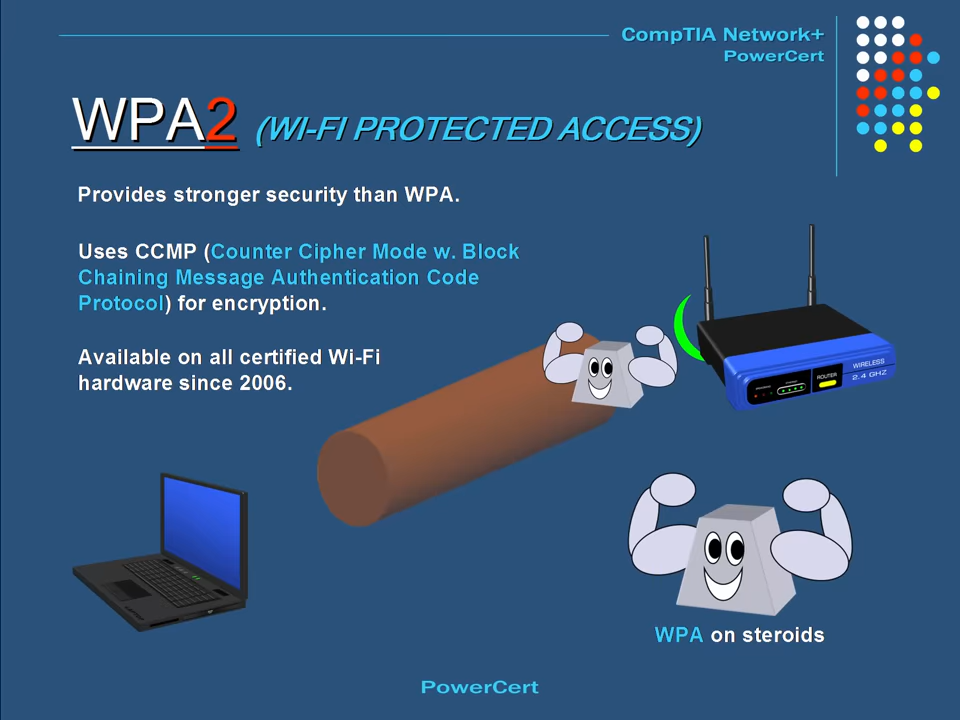 CompTIA Network+
PowerCert
WPA2 (WI-FI PROTECTED ACCESS)
Provides stronger security than WPA.
Uses CCMP (Counter Cipher Mode w. Block
Chaining Message Authentication Code
Protocol) for encryption.
Available on all certified Wi-Fi
hardware since 2006.
WIRELESS
ROUTER
2.4 GHZ
WPA on steroids
PowerCert